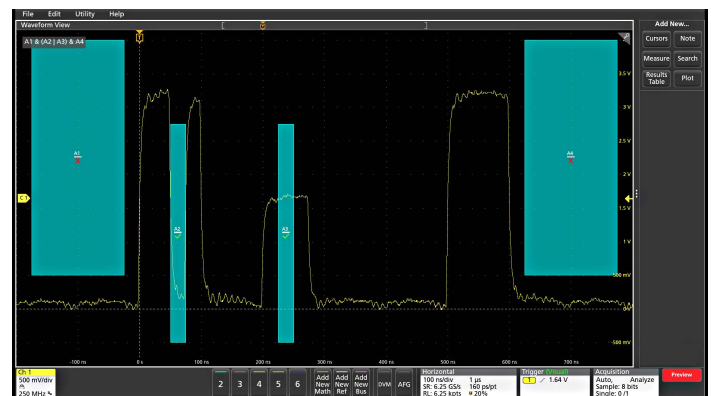 File Edit Utility Help
Waveform View
Add New...
A1 & (A2 | A3) & A4
Cursors Note
Measure Search
Results Table Plot
3.5 V
3 V
2.5 V
2 V
1.5 V
1 V
500 mV
0 V
-500 mV
A1
A2
A3
A4
C1
T
-100 ns 0 s 100 ns 200 ns 300 ns 400 ns 500 ns 600 ns 700 ns
Ch 1
500 mV/div
250 MHz
2 3 4 5 6
Add New Math
Add New Ref
Add New Bus
DVM AFG
Horizontal
100 ns/div 1 µs
SR: 6.25 GS/s 160 ps/pt
RL: 6.25 kpts 20%
Trigger (Visual)
1 1.64 V
Acquisition
Auto, Analyze
Sample: 8 bits
Single: 0/1
Preview